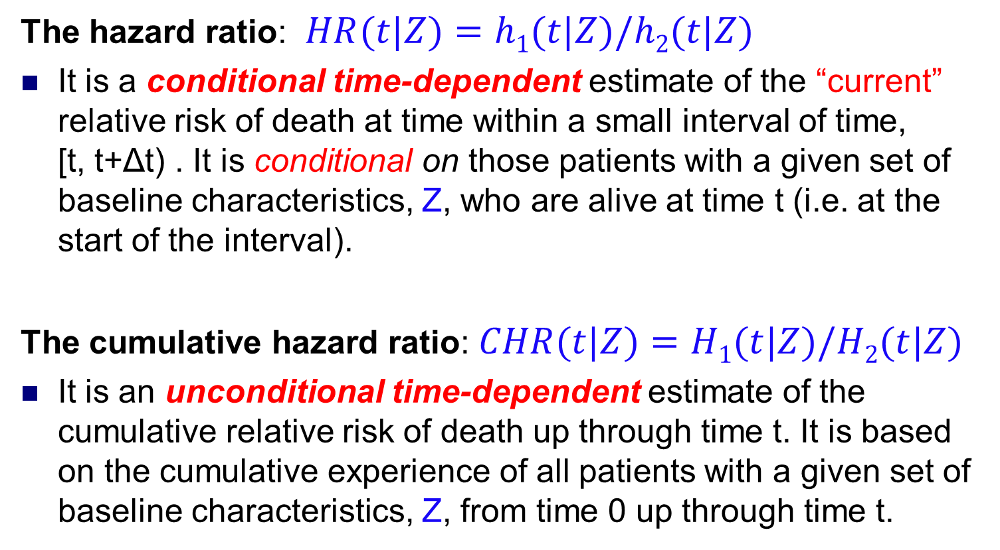 The hazard ratio: HR(t|Z) = h₁(t|Z)/h₂(t|Z)
■ It is a conditional time-dependent estimate of the “current”
relative risk of death at time within a small interval of time,
[t, t+Δt) . It is conditional on those patients with a given set of
baseline characteristics, Z, who are alive at time t (i.e. at the
start of the interval).
The cumulative hazard ratio: CHR(t|Z) = H₁(t|Z)/H₂(t|Z)
■ It is an unconditional time-dependent estimate of the
cumulative relative risk of death up through time t. It is based
on the cumulative experience of all patients with a given set of
baseline characteristics, Z, from time 0 up through time t.